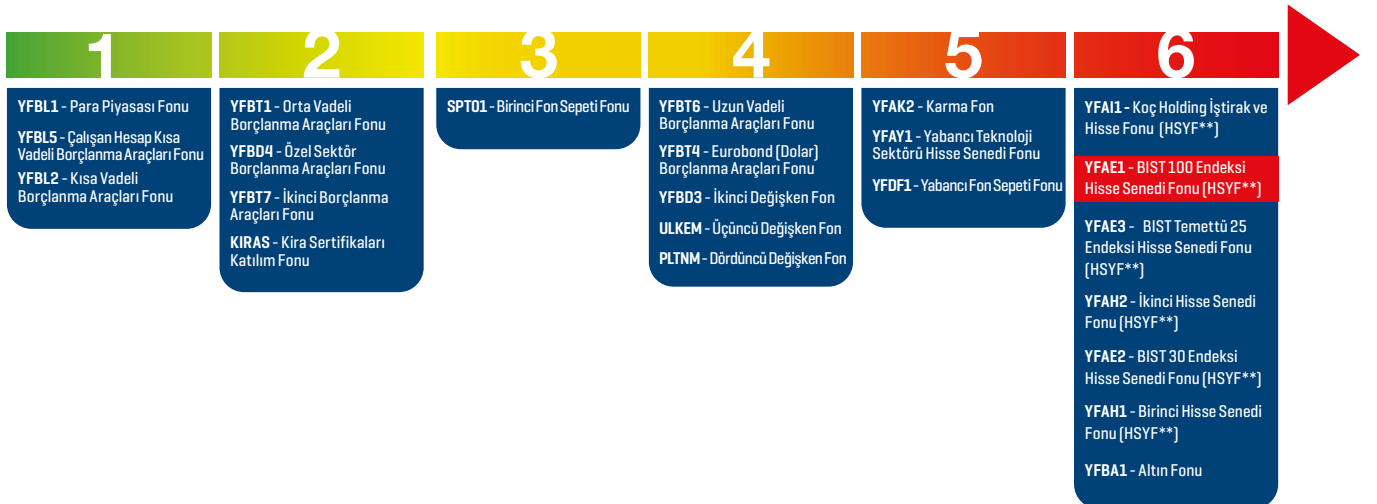 1
YFBL1 - Para Piyasası Fonu
YFBL5 - Çalışan Hesap Kısa
Vadeli Borçlanma Araçları Fonu
YFBL2 - Kısa Vadeli
Borçlanma Araçları Fonu
2
YFBT1 - Orta Vadeli
Borçlanma Araçları Fonu
YFBD4 - Özel Sektör
Borçlanma Araçları Fonu
YFBT7 - İkinci Borçlanma
Araçları Fonu
KIRAS - Kira Sertifikaları
Katılım Fonu
3
SPT01 - Birinci Fon Sepeti Fonu
4
YFBT6 - Uzun Vadeli
Borçlanma Araçları Fonu
YFBT4 - Eurobond (Dolar)
Borçlanma Araçları Fonu
YFBD3 - İkinci Değişken Fon
ULKEM - Üçüncü Değişken Fon
PLTNM - Dördüncü Değişken Fon
5
YFAK2 - Karma Fon
YFAY1 - Yabancı Teknoloji
Sektörü Hisse Senedi Fonu
YFDF1 - Yabancı Fon Sepeti Fonu
6
YFAI1 - Koç Holding İştirak ve
Hisse Fonu (HSYF**)
YFAE1 - BIST 100 Endeksi
Hisse Senedi Fonu (HSYF**)
YFAE3 - BIST Temettü 25
Endeksi Hisse Senedi Fonu
(HSYF**)
YFAH2 - İkinci Hisse Senedi
Fonu (HSYF**)
YFAE2 - BIST 30 Endeksi
Hisse Senedi Fonu (HSYF**)
YFAH1 - Birinci Hisse Senedi
Fonu (HSYF**)
YFBA1 - Altın Fonu